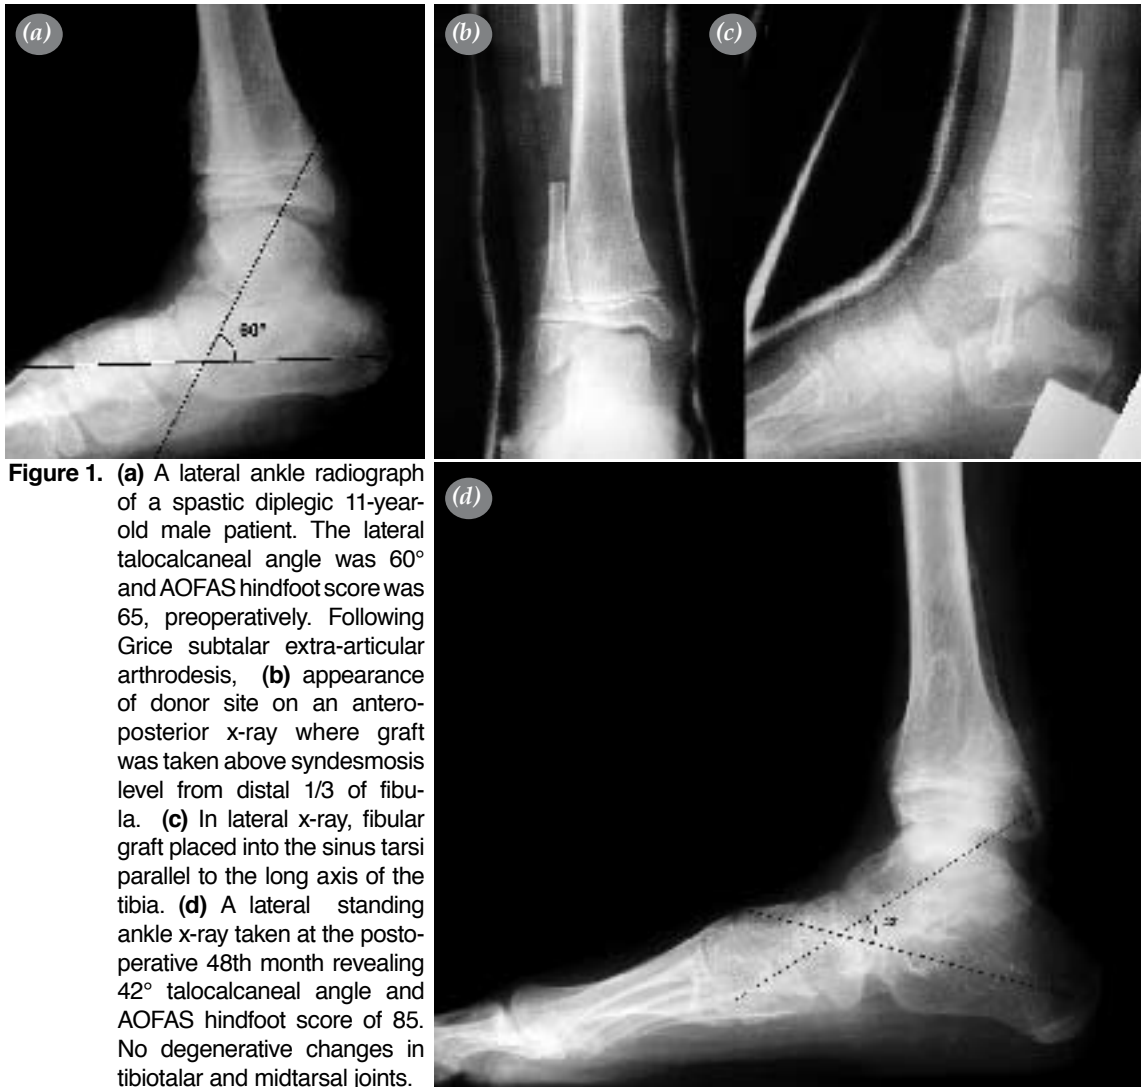 (a)
(b)
(c)
60°
Figure 1. (a) A lateral ankle radiograph
of a spastic diplegic 11-year-
old male patient. The lateral
talocalcaneal angle was 60°
and AOFAS hindfoot score was
65, preoperatively. Following
Grice subtalar extra-articular
arthrodesis, (b) appearance
of donor site on an antero-
posterior x-ray where graft
was taken above syndesmosis
level from distal 1/3 of fibu-
la. (c) In lateral x-ray, fibular
graft placed into the sinus tarsi
parallel to the long axis of the
tibia. (d) A lateral standing
ankle x-ray taken at the posto-
perative 48th month revealing
42° talocalcaneal angle and
AOFAS hindfoot score of 85.
No degenerative changes in
tibiotalar and midtarsal joints.
(d)